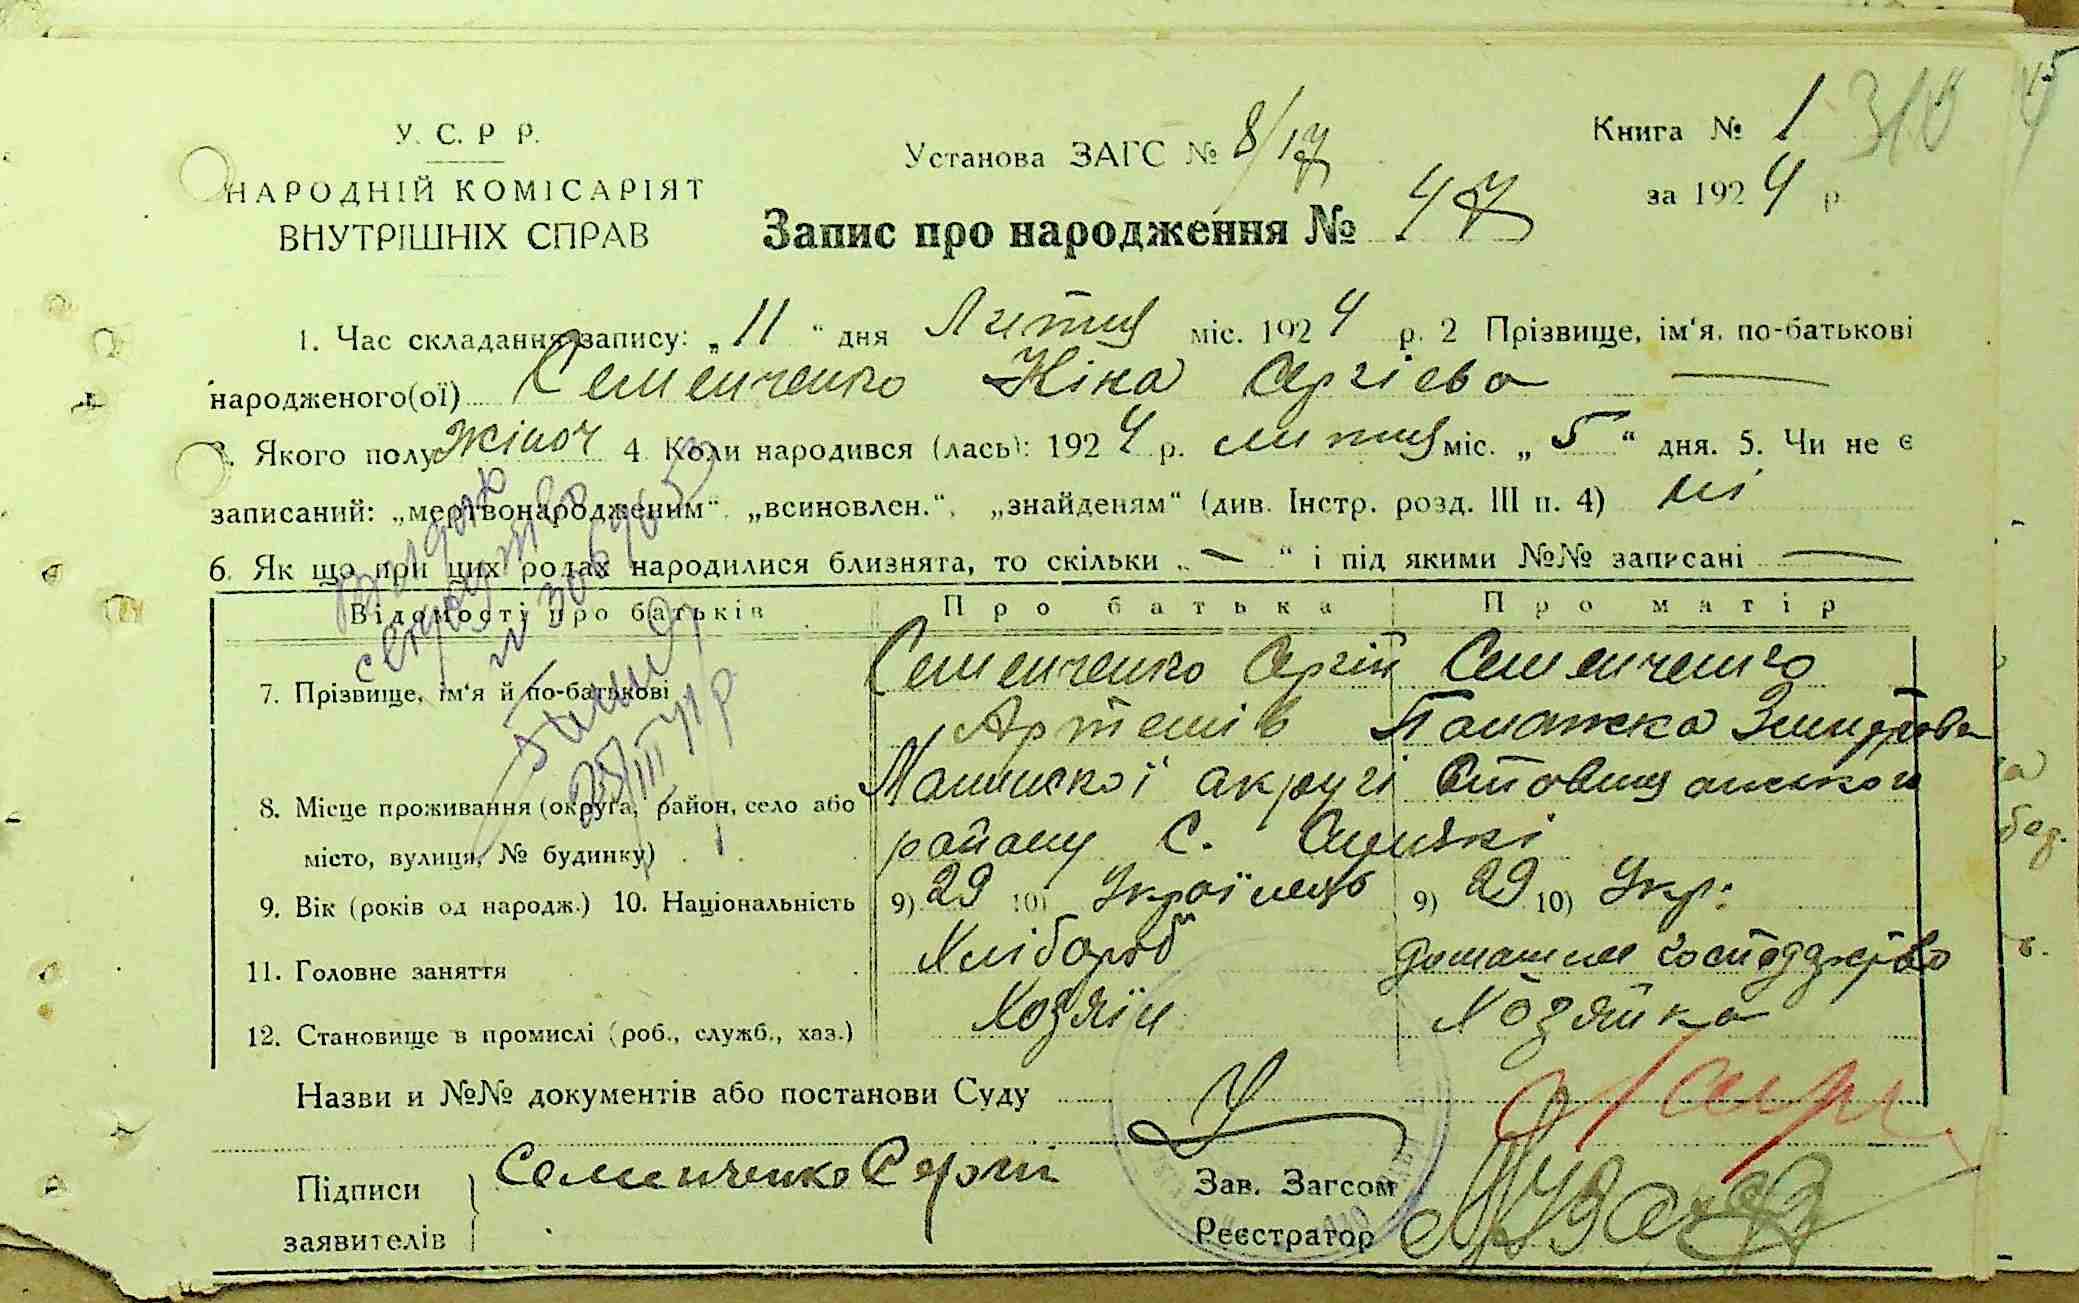 У. С. Р. Р.
НАРОДНІЙ КОМІСАРІЯТ
ВНУТРІШНІХ СПРАВ
Установа ЗАГС № 8/17
Книга № 1
310
за 1924 р
Запис про народження № 47
1. Час складання запису: „11“ дня Лютця міс. 1924 р. 2 Прізвище, ім'я, по-батькові
народженого(ої) Семенченко Ніна Сергієва —
3. Якого полу жіноч 4 Коли народився (лась): 1924 р. лютця міс. „5“ дня. 5. Чи не є
записаний: „мертвонародженим“, „всиновлен.“, „знайденям“ (див. Інстр. розд. III п. 4) ні
6. Як що при цих родах народилися близнята, то скільки „—“ і під якими №№ записані —
Відомості про батьків Про батька Про матір
7. Прізвище, ім'я й по-батькові Семенченко Сергій Артемів Семенченко Палажка
8. Місце проживання (округа, район, село або
місто, вулиця, № будинку) району С.
9. Вік (років од народж.) 10. Національність 9) 29 10) Українець 9) 29 10) Укр:
11. Головне заняття Хлібороб домашнє господарство
12. Становище в промислі (роб., служб., хаз.) Хозяїн Хозяйка
Назви и №№ документів або постанови Суду
Підписи
заявителів
Семенченко Сергій
Зав. Загсом
Реєстратор